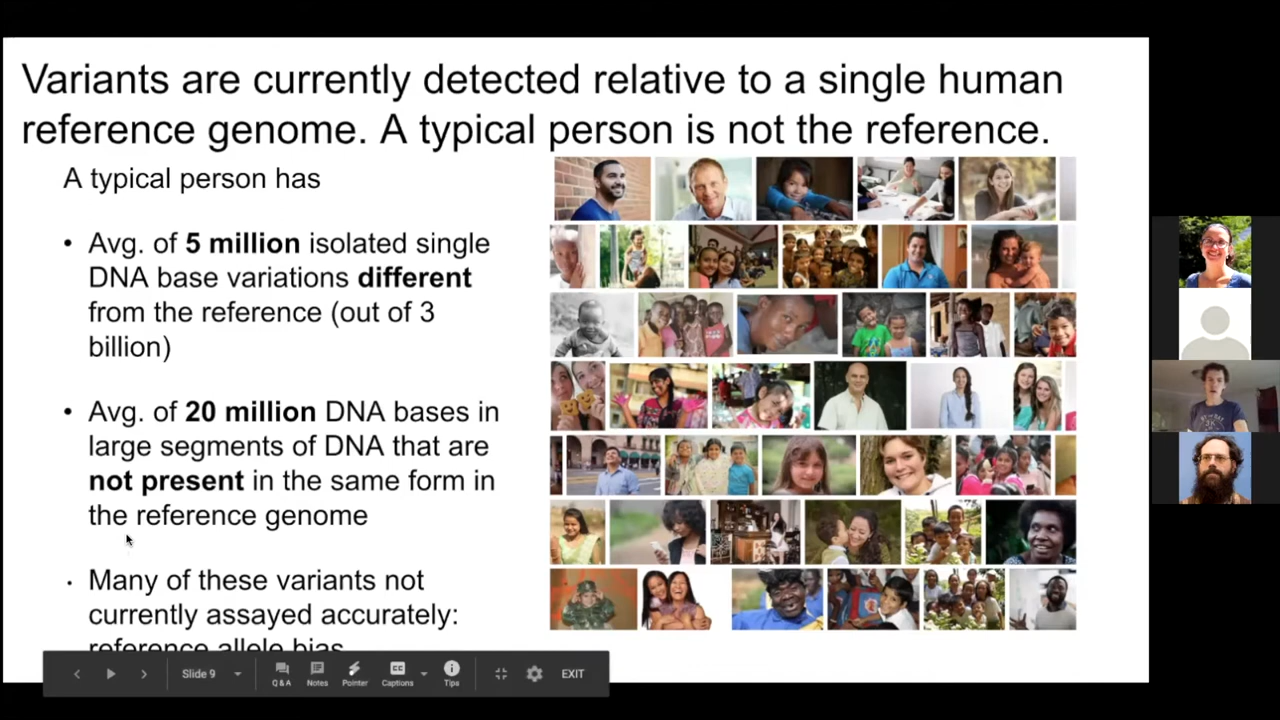 Variants are currently detected relative to a single human
reference genome. A typical person is not the reference.
A typical person has
• Avg. of 5 million isolated single
DNA base variations different
from the reference (out of 3
billion)
• Avg. of 20 million DNA bases in
large segments of DNA that are
not present in the same form in
the reference genome
• Many of these variants not
currently assayed accurately:
reference allele bias
Slide 9
Q & A
Notes
Pointer
Captions
Tips
EXIT